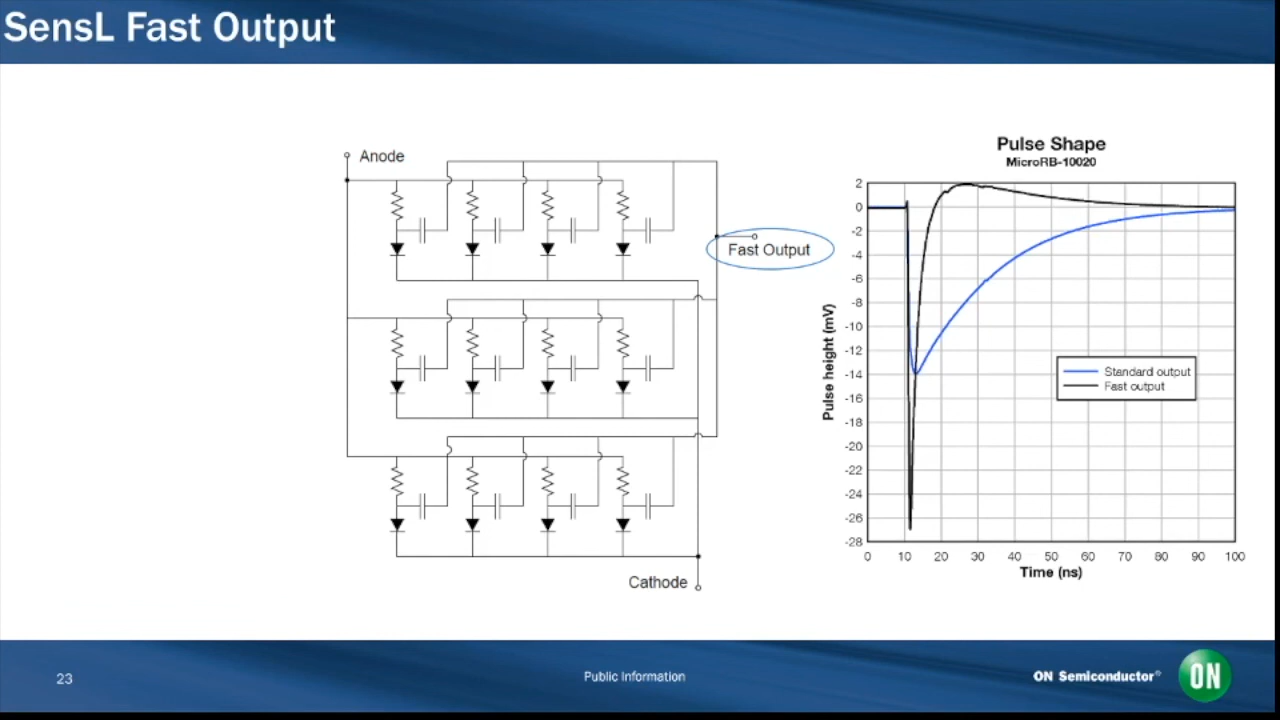 SensL Fast Output
Anode
Fast Output
Cathode
Pulse Shape
MicroRB-10020
2
0
-2
-4
-6
-8
-10
-12
-14
-16
-18
-20
-22
-24
-26
-28
Pulse height (mV)
Standard output
Fast output
0 10 20 30 40 50 60 70 80 90 100
Time (ns)
23
Public Information
ON Semiconductor®
ON